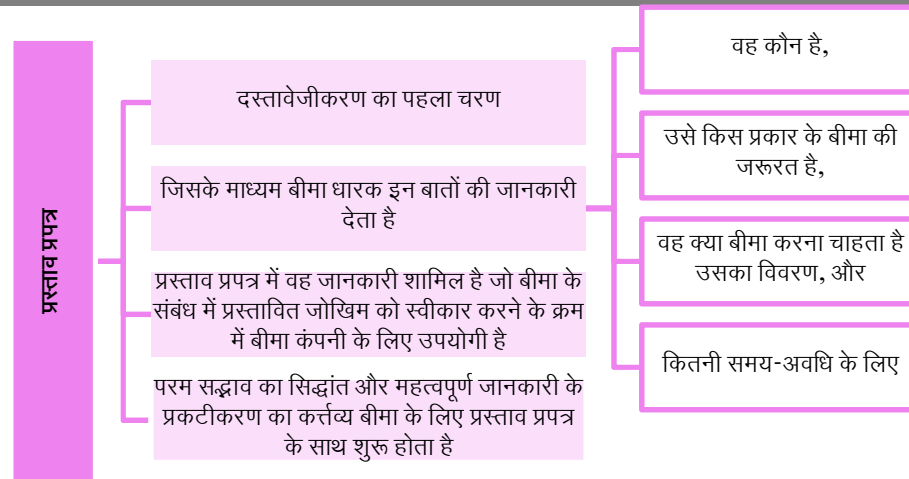 प्रस्ताव प्रपत्र
दस्तावेजीकरण का पहला चरण
जिसके माध्यम बीमा धारक इन बातों की जानकारी
देता है
वह कौन है,
उसे किस प्रकार के बीमा की
जरूरत है,
वह क्या बीमा करना चाहता है
उसका विवरण, और
कितनी समय-अवधि के लिए
प्रस्ताव प्रपत्र में वह जानकारी शामिल है जो बीमा के
संबंध में प्रस्तावित जोखिम को स्वीकार करने के क्रम
में बीमा कंपनी के लिए उपयोगी है
परम सद्भाव का सिद्धांत और महत्वपूर्ण जानकारी के
प्रकटीकरण का कर्त्तव्य बीमा के लिए प्रस्ताव प्रपत्र
के साथ शुरू होता है